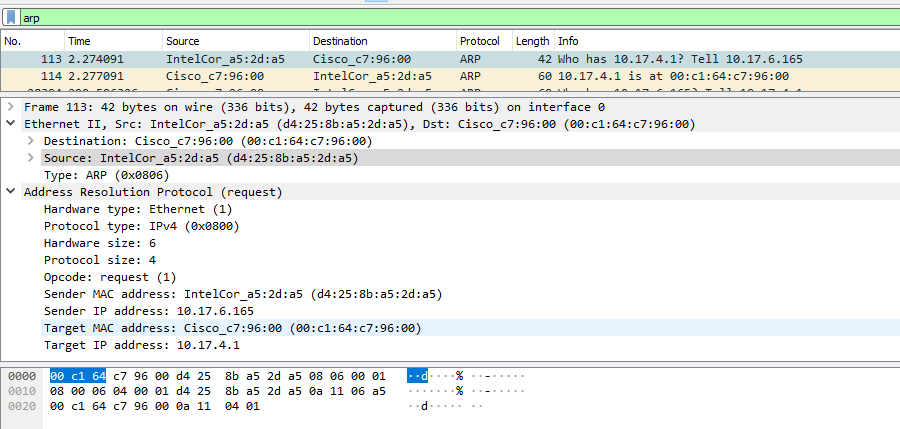 arp
No. Time Source Destination Protocol Length Info
113 2.274091 IntelCor_a5:2d:a5 Cisco_c7:96:00 ARP 42 Who has 10.17.4.1? Tell 10.17.6.165
114 2.277091 Cisco_c7:96:00 IntelCor_a5:2d:a5 ARP 60 10.17.4.1 is at 00:c1:64:c7:96:00
Frame 113: 42 bytes on wire (336 bits), 42 bytes captured (336 bits) on interface 0
Ethernet II, Src: IntelCor_a5:2d:a5 (d4:25:8b:a5:2d:a5), Dst: Cisco_c7:96:00 (00:c1:64:c7:96:00)
Destination: Cisco_c7:96:00 (00:c1:64:c7:96:00)
Source: IntelCor_a5:2d:a5 (d4:25:8b:a5:2d:a5)
Type: ARP (0x0806)
Address Resolution Protocol (request)
Hardware type: Ethernet (1)
Protocol type: IPv4 (0x0800)
Hardware size: 6
Protocol size: 4
Opcode: request (1)
Sender MAC address: IntelCor_a5:2d:a5 (d4:25:8b:a5:2d:a5)
Sender IP address: 10.17.6.165
Target MAC address: Cisco_c7:96:00 (00:c1:64:c7:96:00)
Target IP address: 10.17.4.1
0000 00 c1 64 c7 96 00 d4 25 8b a5 2d a5 08 06 00 01 ··d····% ··-·····
0010 08 00 06 04 00 01 d4 25 8b a5 2d a5 0a 11 06 a5 ·······% ··-·····
0020 00 c1 64 c7 96 00 0a 11 04 01 ··d····· ··